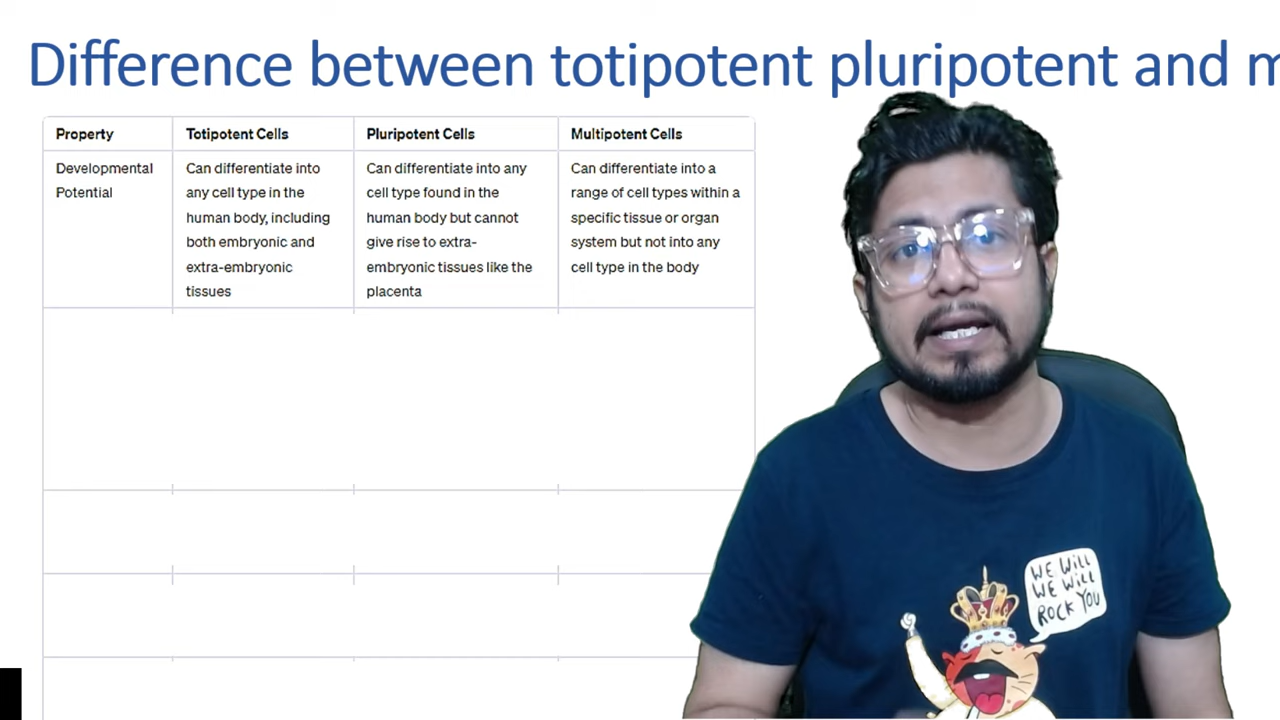 Difference between totipotent pluripotent and m
Property Totipotent Cells Pluripotent Cells Multipotent Cells
Developmental
Potential
Can differentiate into
any cell type in the
human body, including
both embryonic and
extra-embryonic
tissues
Can differentiate into any
cell type found in the
human body but cannot
give rise to extra-
embryonic tissues like the
placenta
Can differentiate into a
range of cell types within a
specific tissue or organ
system but not into any
cell type in the body
WE WILL
WE WILL
ROCK YOU